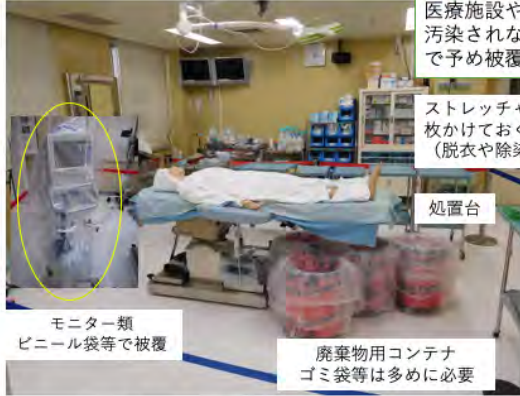 医療施設や
汚染されな
で予め被覆
ストレッチャ
枚かけておく
（脱衣や除染
処置台
モニター類
ビニール袋等で被覆
廃棄物用コンテナ
ゴミ袋等は多めに必要